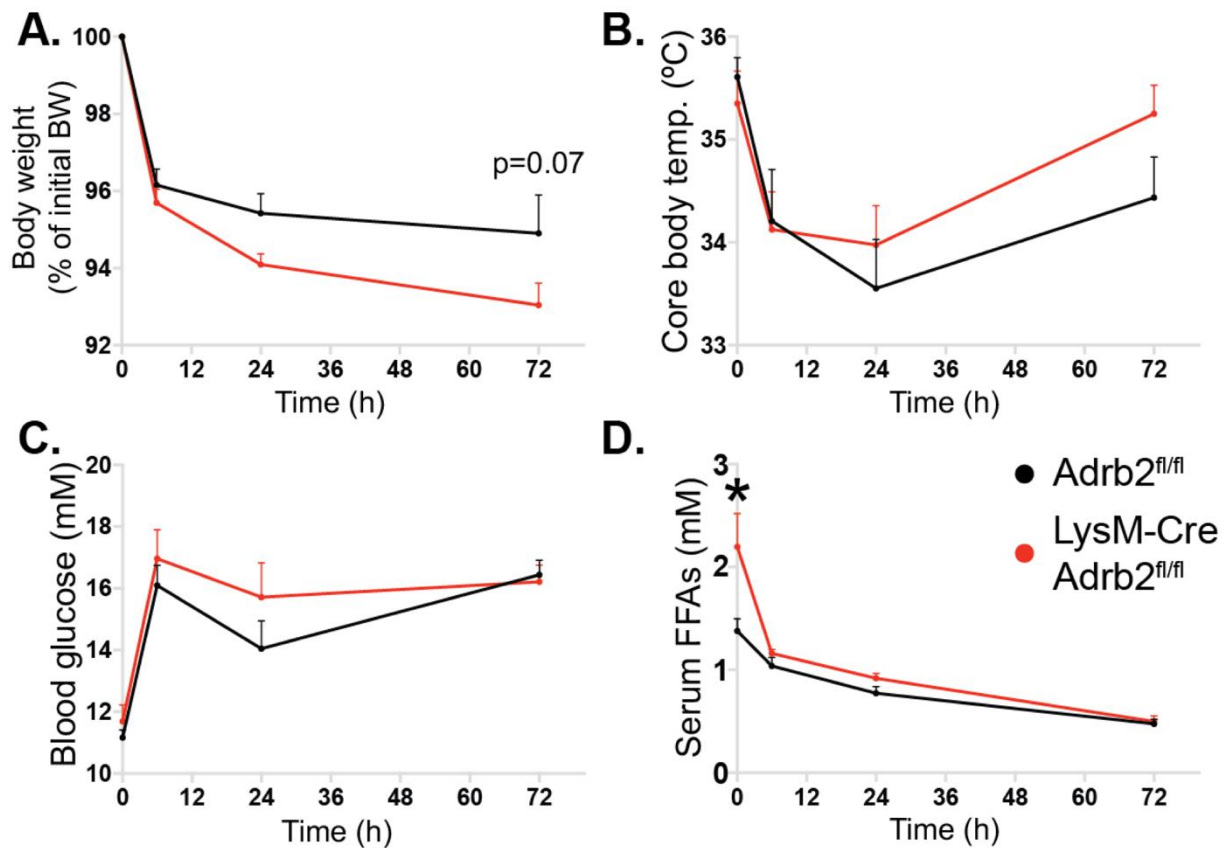 A.
Body weight
(% of initial BW)
100
98
96
94
92
p=0.07
0 12 24 36 48 60 72
Time (h)
B.
Core body temp. (ºC)
36
35
34
33
0 12 24 36 48 60 72
Time (h)
C.
Blood glucose (mM)
20
18
16
14
12
10
0 12 24 36 48 60 72
Time (h)
D.
Serum FFAs (mM)
3
2
1
0
*
0 12 24 36 48 60 72
Time (h)
Adrb2fl/fl
LysM-Cre
Adrb2fl/fl